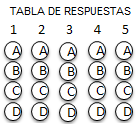 TABLA DE RESPUESTAS
1 2 3 4 5
A A A A A
B B B B B
C C C C C
D D D D D